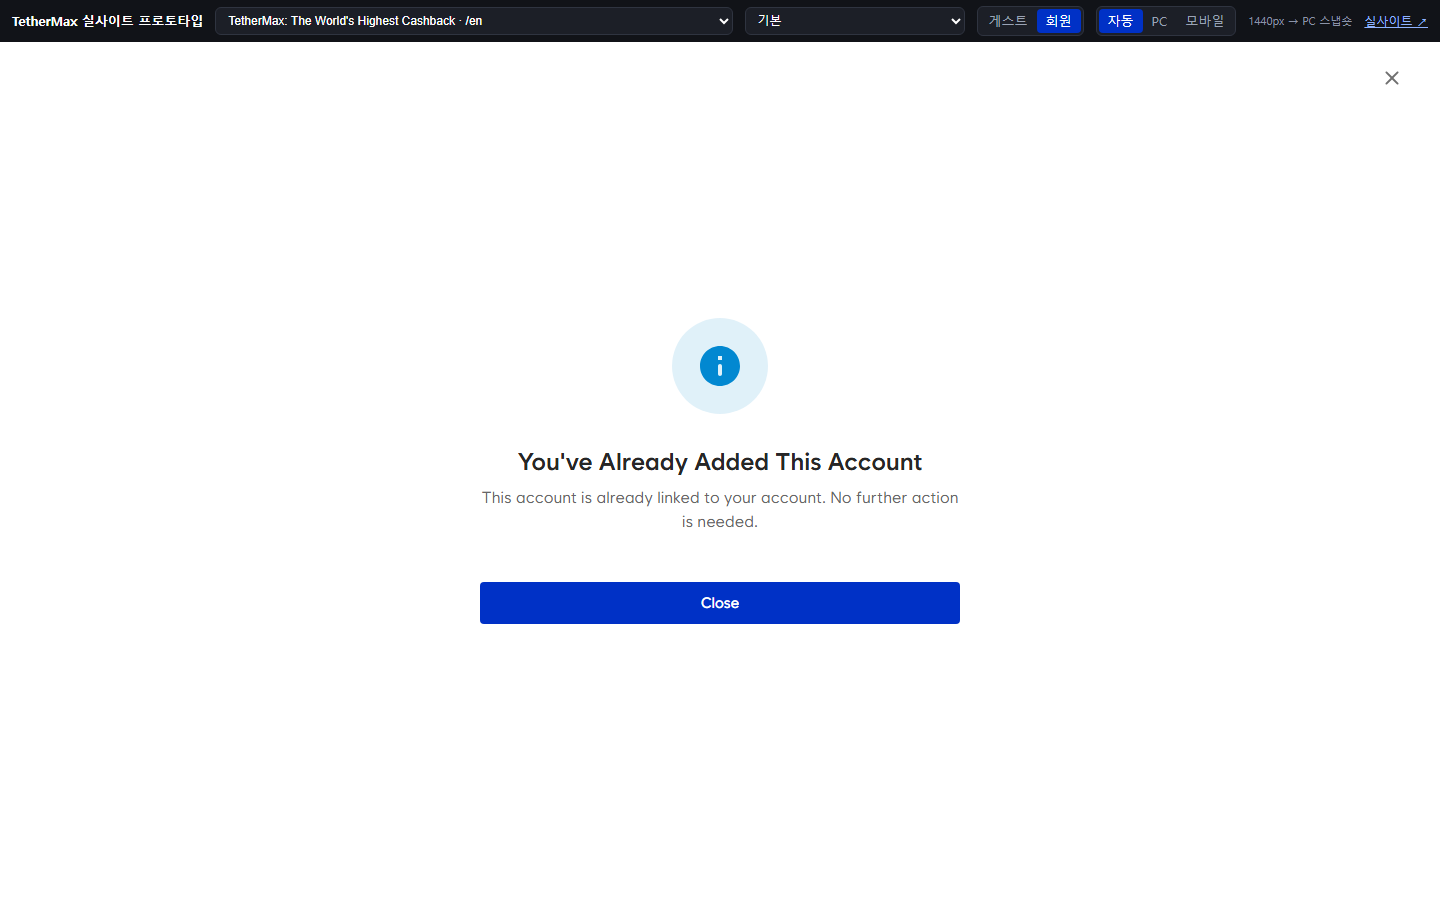 TetherMax 실사이트 프로토타입
TetherMax: The World's Highest Cashback · /en
기본
게스트 회원
자동 PC 모바일
1440px → PC 스냅숏
실사이트 ↗
You've Already Added This Account
This account is already linked to your account. No further action
is needed.
Close